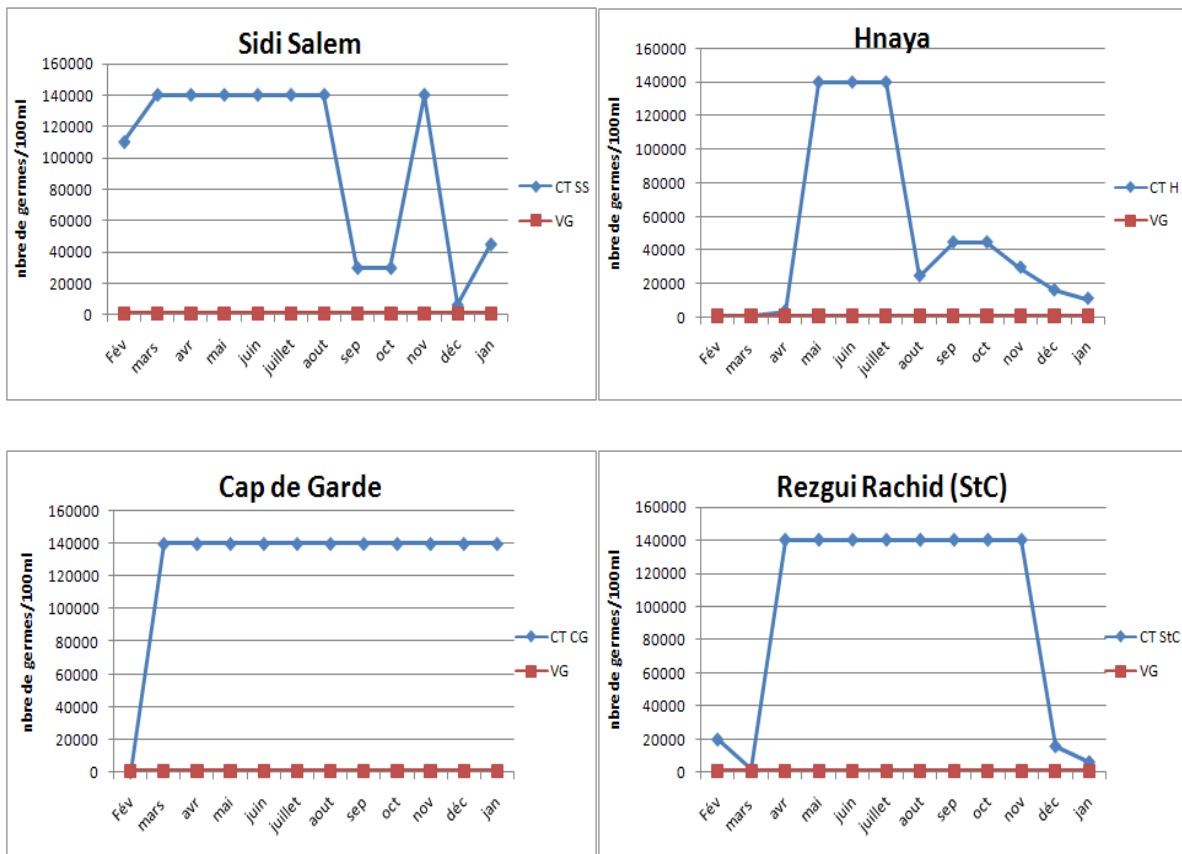 Sidi Salem
nbre de germes/100ml
160000
140000
120000
100000
80000
60000
40000
20000
0
Fév
mars
avr
mai
juin
juillet
aout
sep
oct
nov
déc
jan
CT SS
VG
Hnaya
nbre de germes/100ml
160000
140000
120000
100000
80000
60000
40000
20000
0
Fév
mars
avr
mai
juin
juillet
aout
sep
oct
nov
déc
jan
CT H
VG
Cap de Garde
nbre de germes/100ml
160000
140000
120000
100000
80000
60000
40000
20000
0
Fév
mars
avr
mai
juin
juillet
aout
sep
oct
nov
déc
jan
CT CG
VG
Rezgui Rachid (StC)
nbre de germes/100ml
160000
140000
120000
100000
80000
60000
40000
20000
0
Fév
mars
avr
mai
juin
juillet
aout
sep
oct
nov
déc
jan
CT StC
VG